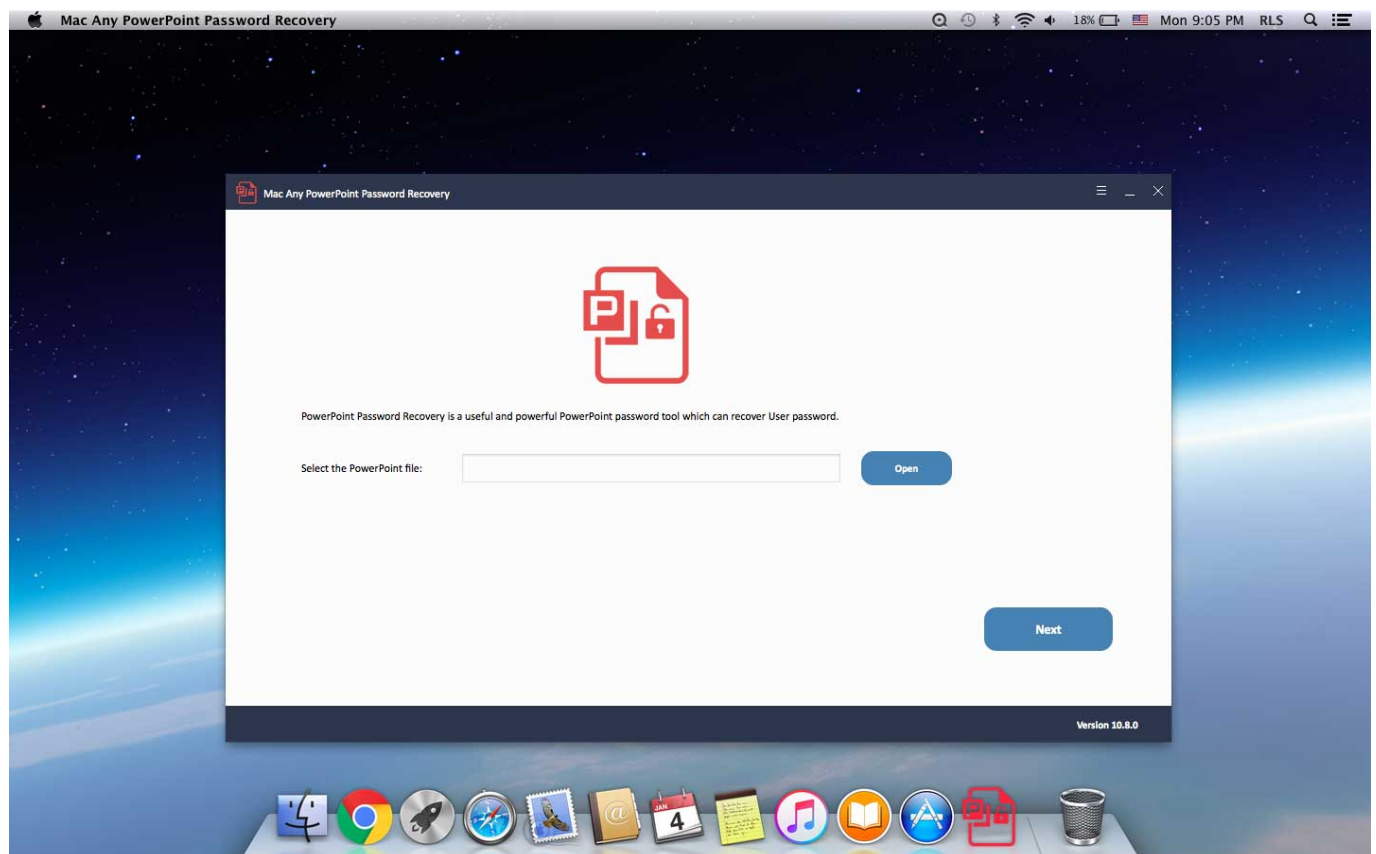 Mac Any PowerPoint Password Recovery
18%
Mon 9:05 PM RLS
Mac Any PowerPoint Password Recovery
P
PowerPoint Password Recovery is a useful and powerful PowerPoint password tool which can recover User password.
Select the PowerPoint file:
Open
Next
Version 10.8.0
@
JAN
4